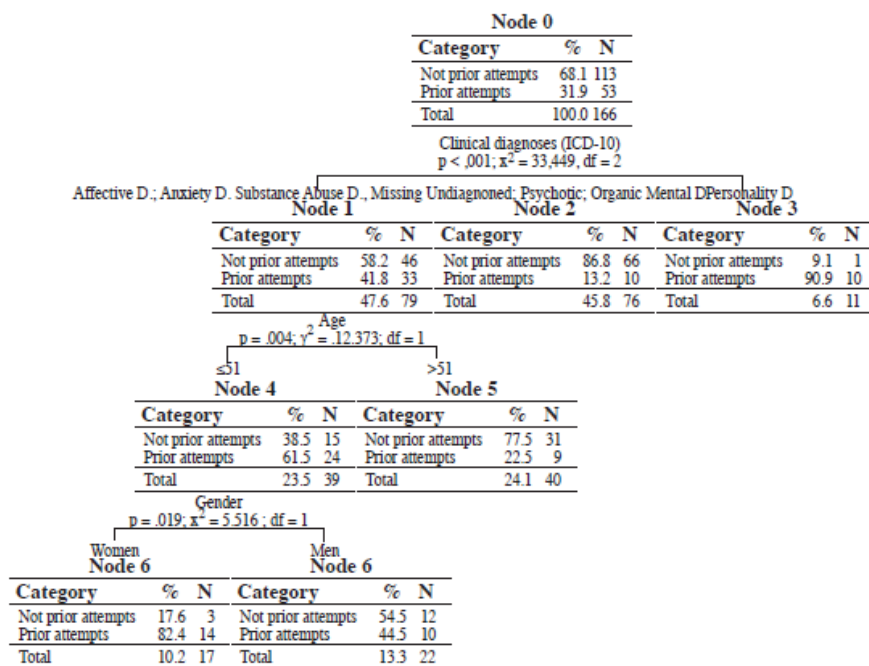 Node 0
Category % N
Not prior attempts 68.1 113
Prior attempts 31.9 53
Total 100.0 166
Clinical diagnoses (ICD-10)
p < ,001; x² = 33,449, df = 2
Affective D.; Anxiety D. Substance Abuse D., Missing Undiagnoned; Psychotic; Organic Mental DPersonality D
Node 1 Node 2 Node 3
Category % N Category % N Category % N
Not prior attempts 58.2 46 Not prior attempts 86.8 66 Not prior attempts 9.1 1
Prior attempts 41.8 33 Prior attempts 13.2 10 Prior attempts 90.9 10
Total 47.6 79 Total 45.8 76 Total 6.6 11
Age
p = .004; y² = .12.373; df = 1
≤51 >51
Node 4 Node 5
Category % N Category % N
Not prior attempts 38.5 15 Not prior attempts 77.5 31
Prior attempts 61.5 24 Prior attempts 22.5 9
Total 23.5 39 Total 24.1 40
Gender
p = .019; x² = 5.516 ; df = 1
Women Men
Node 6 Node 6
Category % N Category % N
Not prior attempts 17.6 3 Not prior attempts 54.5 12
Prior attempts 82.4 14 Prior attempts 44.5 10
Total 10.2 17 Total 13.3 22